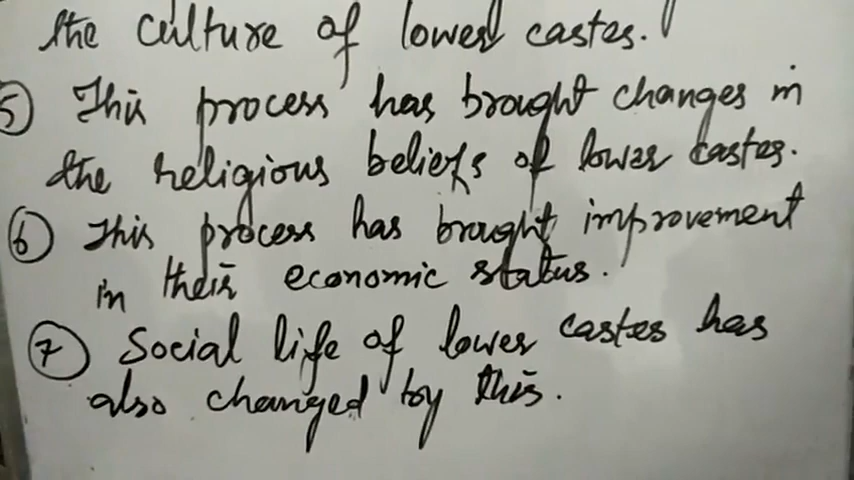 the culture of lower castes.
5 This process has brought changes in
the religious beliefs of lower castes.
6 This process has brought improvement
in their economic status.
7 Social life of lower castes has
also changed by this.